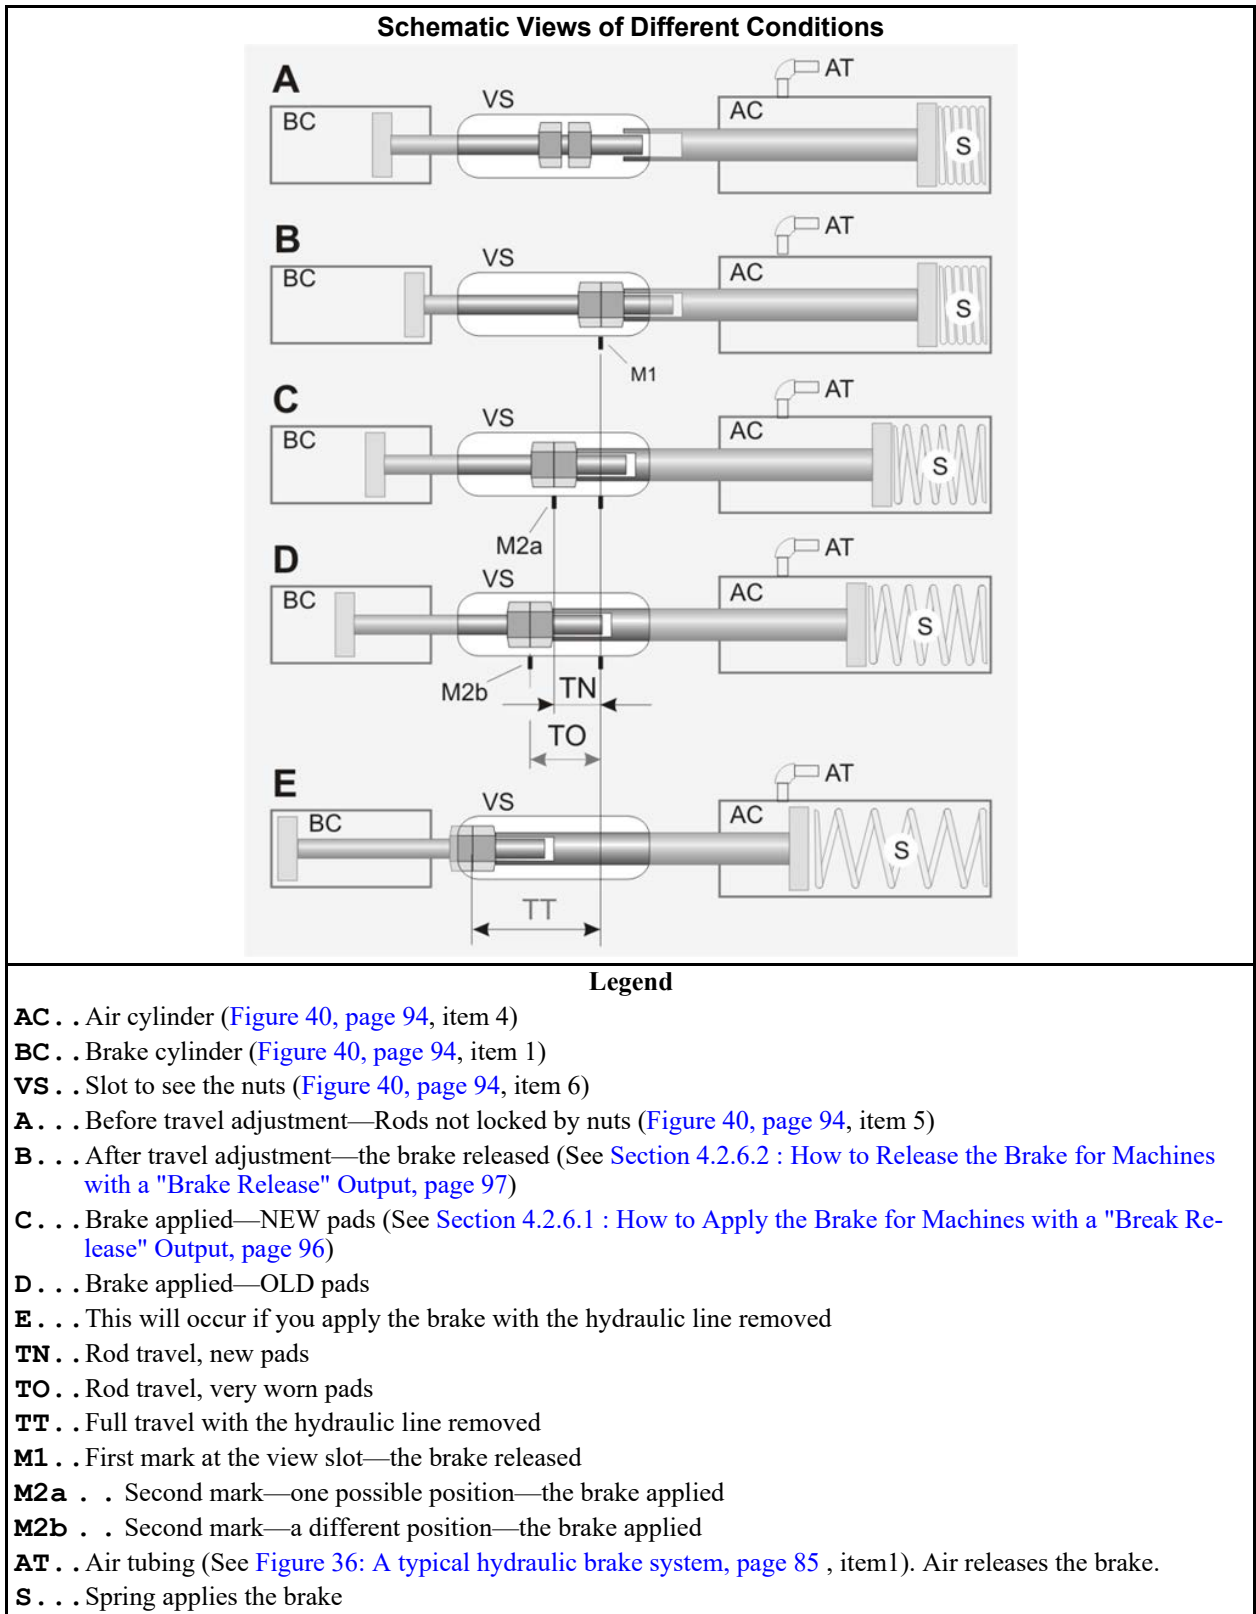 Schematic Views of Different Conditions
A
BC
VS
AC
AT
S
B
BC
VS
AC
AT
S
M1
C
BC
VS
AC
AT
S
M2a
D
BC
VS
AC
AT
S
M2b
TN
TO
E
BC
VS
AC
AT
S
TT
Legend
AC. . Air cylinder (Figure 40, page 94, item 4)
BC. . Brake cylinder (Figure 40, page 94, item 1)
VS. . Slot to see the nuts (Figure 40, page 94, item 6)
A. . . Before travel adjustment—Rods not locked by nuts (Figure 40, page 94, item 5)
B. . . After travel adjustment—the brake released (See Section 4.2.6.2 : How to Release the Brake for Machines
with a "Brake Release" Output, page 97)
C. . . Brake applied—NEW pads (See Section 4.2.6.1 : How to Apply the Brake for Machines with a "Break Re-
lease" Output, page 96)
D. . . Brake applied—OLD pads
E. . . This will occur if you apply the brake with the hydraulic line removed
TN. . Rod travel, new pads
TO. . Rod travel, very worn pads
TT. . Full travel with the hydraulic line removed
M1. . First mark at the view slot—the brake released
M2a . . Second mark—one possible position—the brake applied
M2b . . Second mark—a different position—the brake applied
AT. . Air tubing (See Figure 36: A typical hydraulic brake system, page 85 , item1). Air releases the brake.
S. . . Spring applies the brake